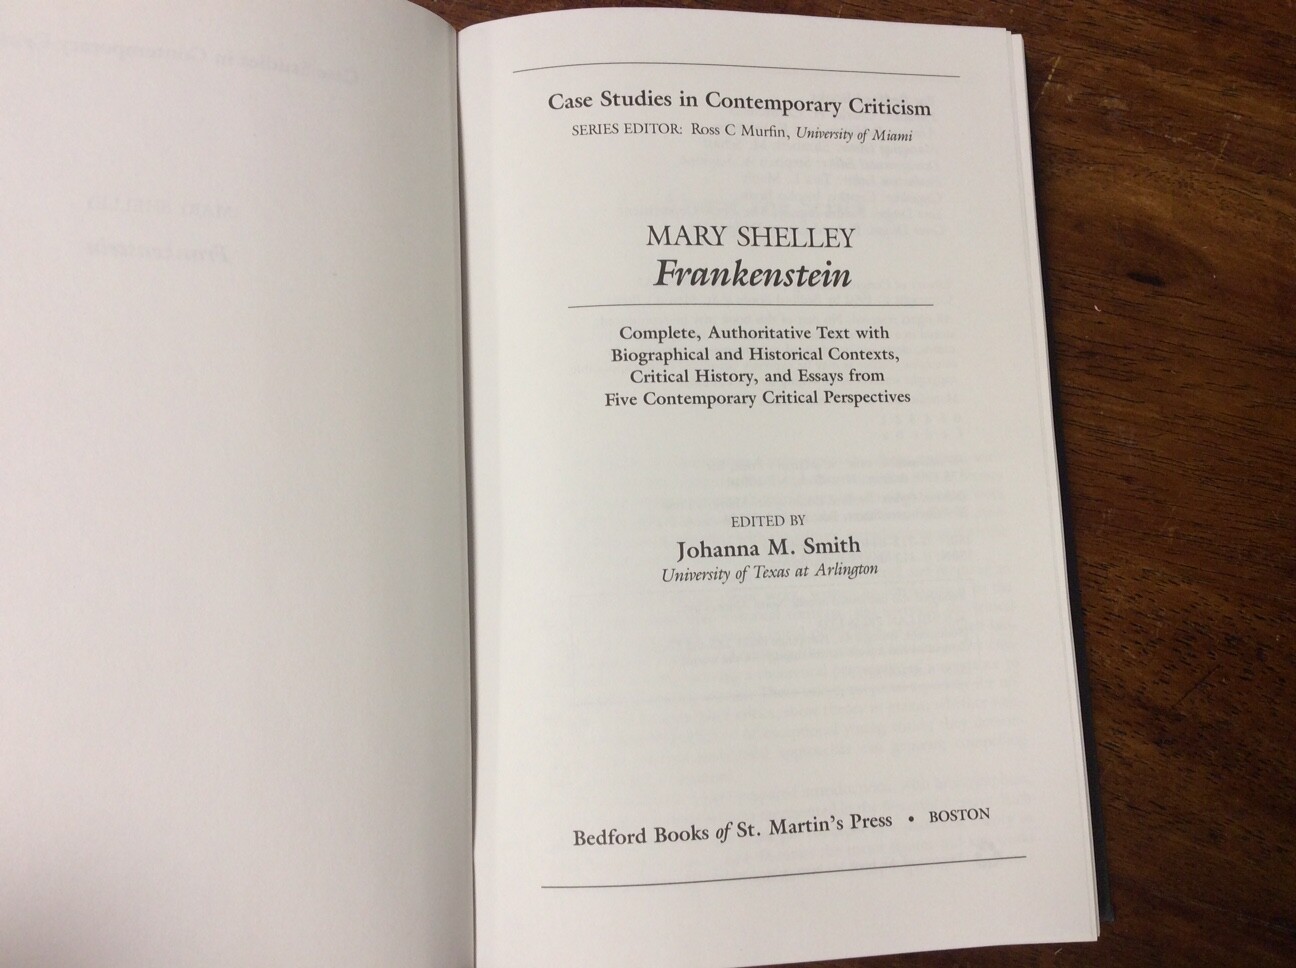 Case Studies in Contemporary Criticism
SERIES EDITOR: Ross C Murfin, University of Miami
MARY SHELLEY
Frankenstein
Complete, Authoritative Text with
Biographical and Historical Contexts,
Critical History, and Essays from
Five Contemporary Critical Perspectives
EDITED BY
Johanna M. Smith
University of Texas at Arlington
Bedford Books of St. Martin's Press • BOSTON